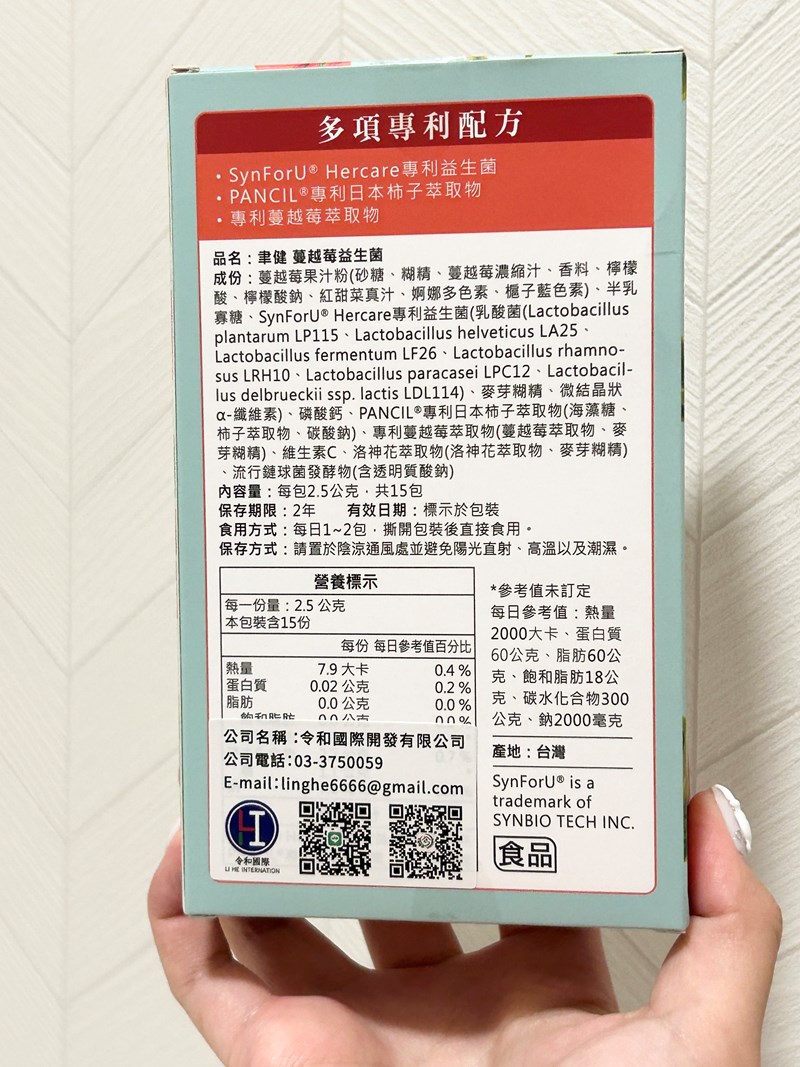 多項專利配方
• SynForU® Hercare專利益生菌
• PANCIL®專利日本柿子萃取物
• 專利蔓越莓萃取物
品名：聿健 蔓越莓益生菌
成份：蔓越莓果汁粉(砂糖、糊精、蔓越莓濃縮汁、香料、檸檬
酸、檸檬酸鈉、紅甜菜真汁、婀娜多色素、梔子藍色素)、半乳
寡糖、SynForU® Hercare專利益生菌(乳酸菌(Lactobacillus
plantarum LP115、Lactobacillus helveticus LA25、
Lactobacillus fermentum LF26、Lactobacillus rhamno-
sus LRH10、Lactobacillus paracasei LPC12、Lactobacil-
lus delbrueckii ssp. lactis LDL114)、麥芽糊精、微結晶狀
α-纖維素)、磷酸鈣、PANCIL®專利日本柿子萃取物(海藻糖、
柿子萃取物、碳酸鈉)、專利蔓越莓萃取物(蔓越莓萃取物、麥
芽糊精)、維生素C、洛神花萃取物(洛神花萃取物、麥芽糊精)
、流行鏈球菌發酵物(含透明質酸鈉)
內容量：每包2.5公克，共15包
保存期限：2年 有效日期：標示於包裝
食用方式：每日1~2包，撕開包裝後直接食用。
保存方式：請置於陰涼通風處並避免陽光直射、高溫以及潮濕。
營養標示
每一份量：2.5 公克
本包裝含15份
每份 每日參考值百分比
熱量 7.9 大卡 0.4 %
蛋白質 0.02 公克 0.2 %
脂肪 0.0 公克 0.0 %
飽和脂肪 0.0 公克 0.0 %
公司名稱：令和國際開發有限公司
公司電話：03-3750059
E-mail：linghe6666@gmail.com
令和國際
LI HE INTERNATION
*參考值未訂定
每日參考值：熱量
2000大卡、蛋白質
60公克、脂肪60公
克、飽和脂肪18公
克、碳水化合物300
公克、鈉2000毫克
產地：台灣
SynForU® is a
trademark of
SYNBIO TECH INC.
食品